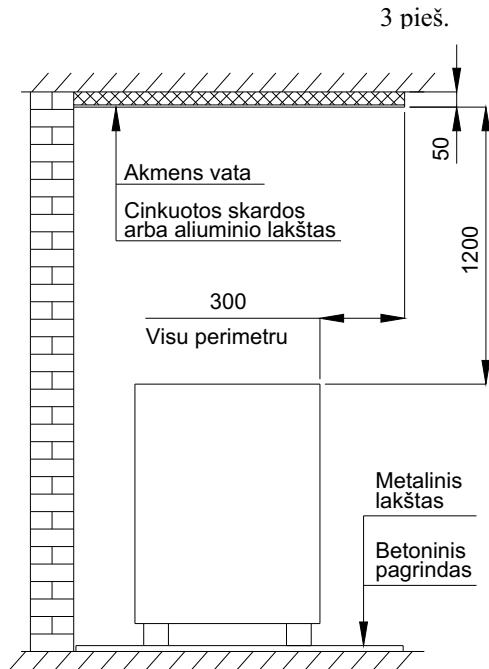 3 pieš.
50
Akmens vata
Cinkuotos skardos
arba aliuminio lakštas
1200
300
Visu perimetru
Metalinis
lakštas
Betoninis
pagrindas